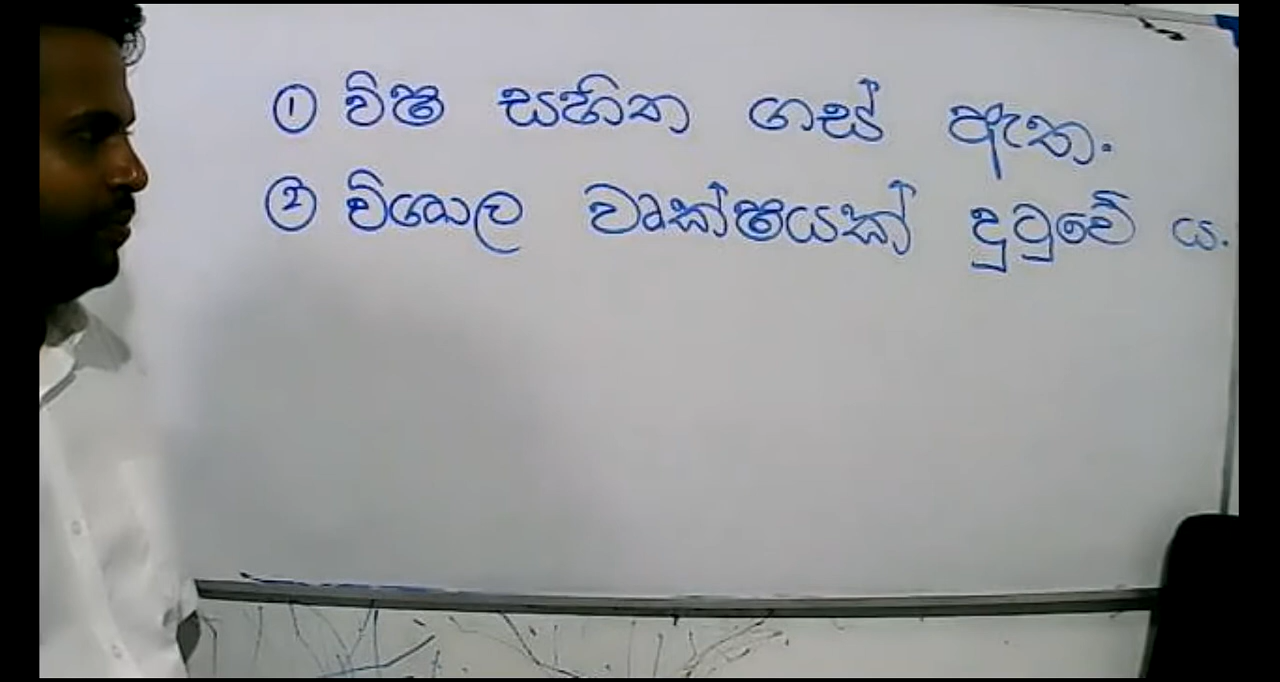 ① විෂ සහිත ගස් ඇත.
② විශාල වෘක්ෂයක් දුටුවේ ය.